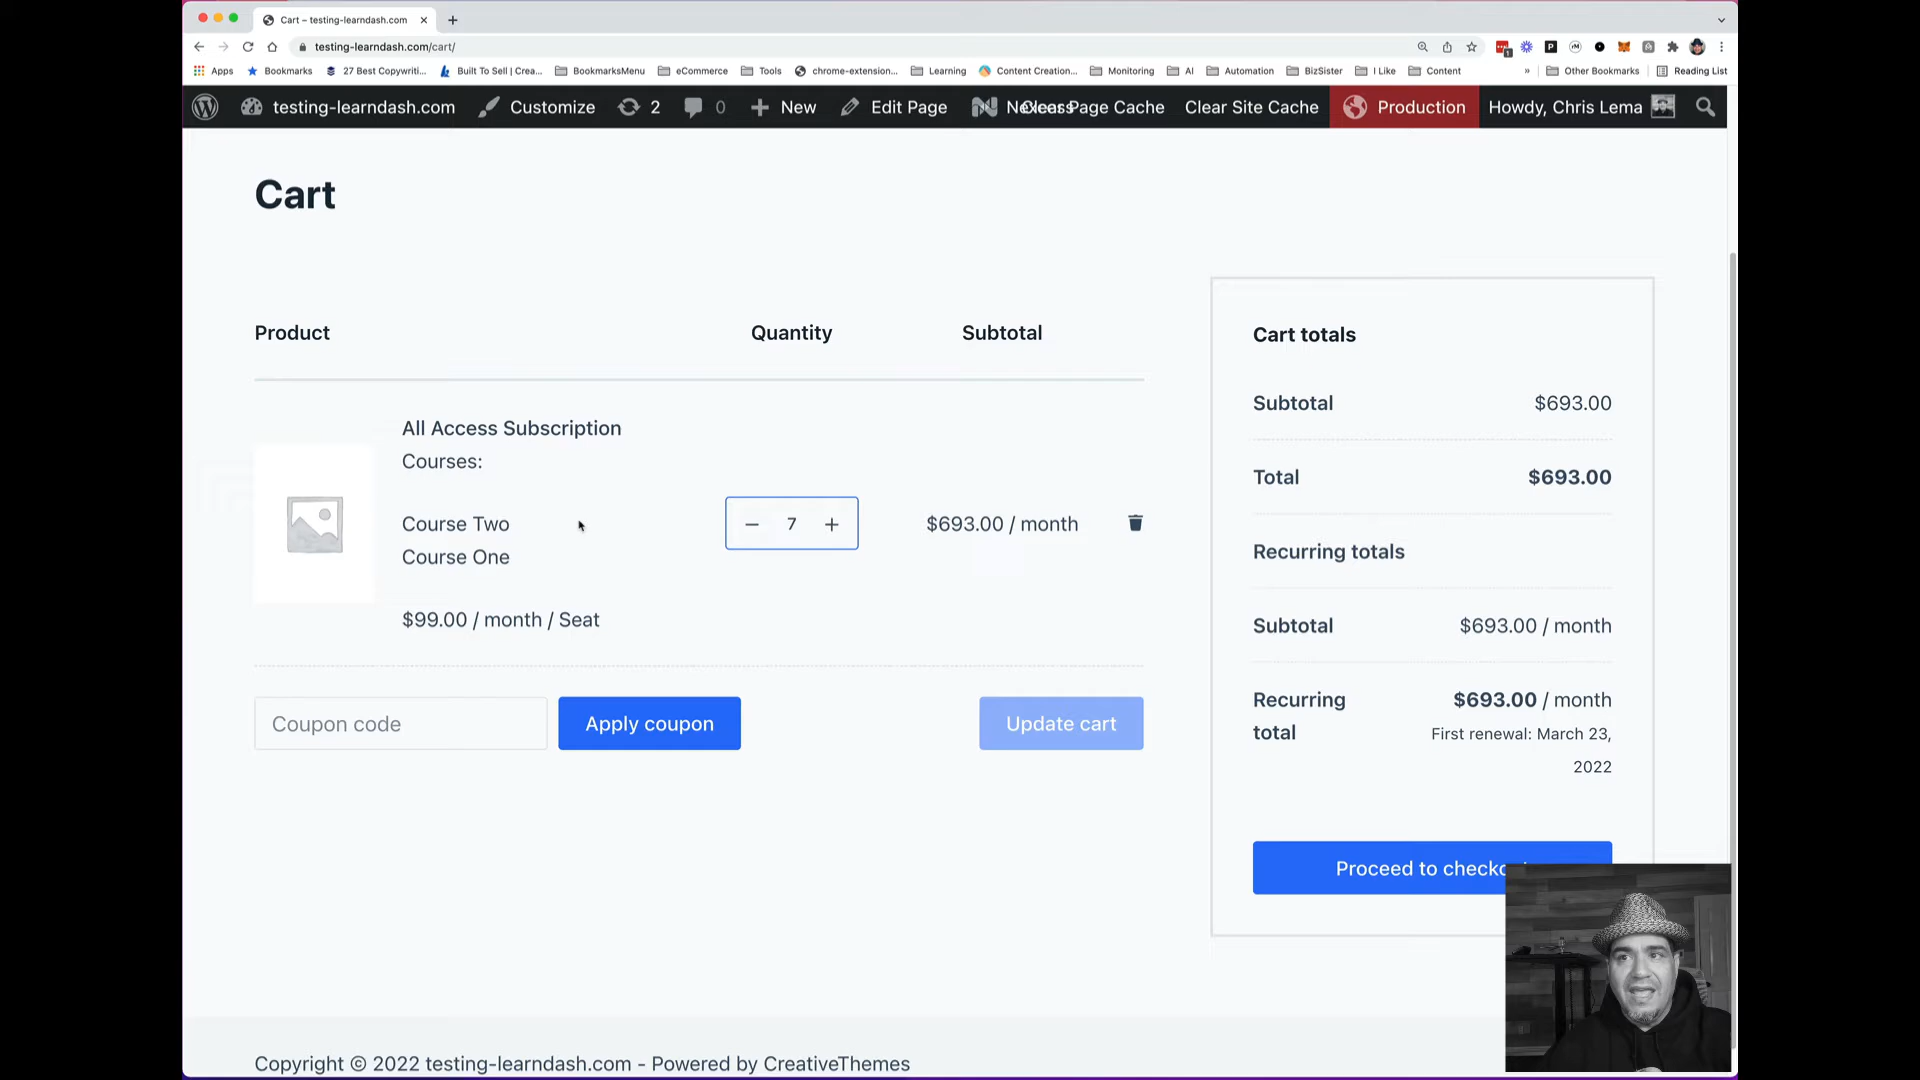 Cart – testing-learndash.com
testing-learndash.com/cart/
Apps
Bookmarks
27 Best Copywriti...
Built To Sell | Crea...
BookmarksMenu
eCommerce
Tools
chrome-extension...
Learning
Content Creation...
Monitoring
AI
Automation
BizSister
I Like
Content
»
Other Bookmarks
Reading List
testing-learndash.com
Customize
2
0
New
Edit Page
Clear Page Cache
Clear Site Cache
Production
Howdy, Chris Lema
Cart
Product Quantity Subtotal
All Access Subscription
Courses:
Course Two
Course One
$99.00 / month / Seat
7
$693.00 / month
Coupon code
Apply coupon
Update cart
Cart totals
Subtotal $693.00
Total $693.00
Recurring totals
Subtotal $693.00 / month
Recurring total
$693.00 / month
First renewal: March 23,
2022
Proceed to
Copyright © 2022 testing-learndash.com - Powered by CreativeThemes